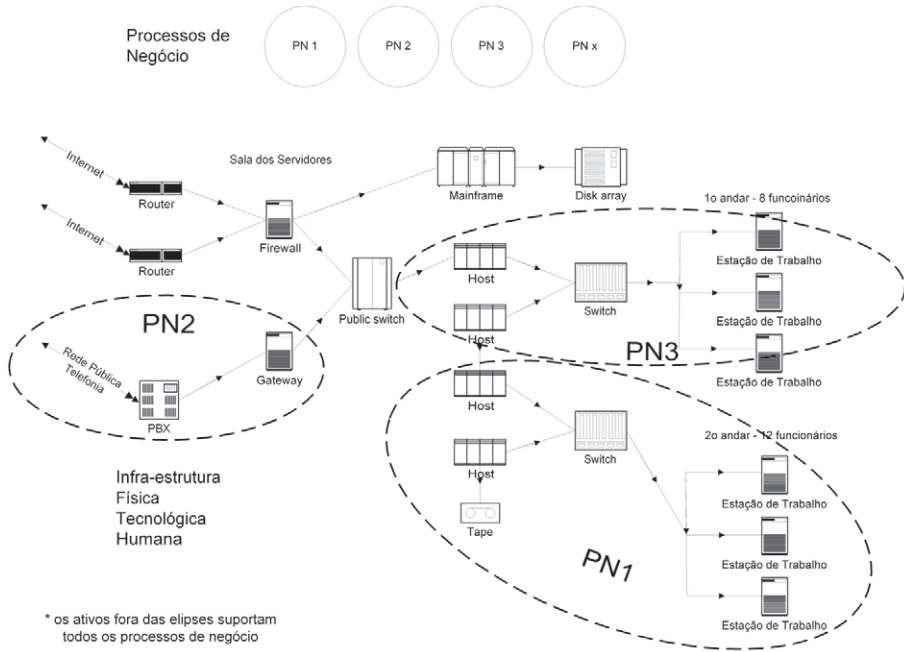 Processos de
Negócio
PN 1
PN 2
PN 3
PN x
Internet
Router
Internet
Router
Sala dos Servidores
Firewall
Mainframe
Disk array
1o andar - 8 funcoinários
Estação de Trabalho
Host
Public switch
Switch
Estação de Trabalho
Host
PN3
Estação de Trabalho
PN2
Rede Pública
Telefonia
Gateway
PBX
Host
Switch
2o andar - 12 funcionários
Host
Estação de Trabalho
Tape
Estação de Trabalho
PN1
Estação de Trabalho
Infra-estrutura
Física
Tecnológica
Humana
* os ativos fora das elipses suportam
todos os processos de negócio